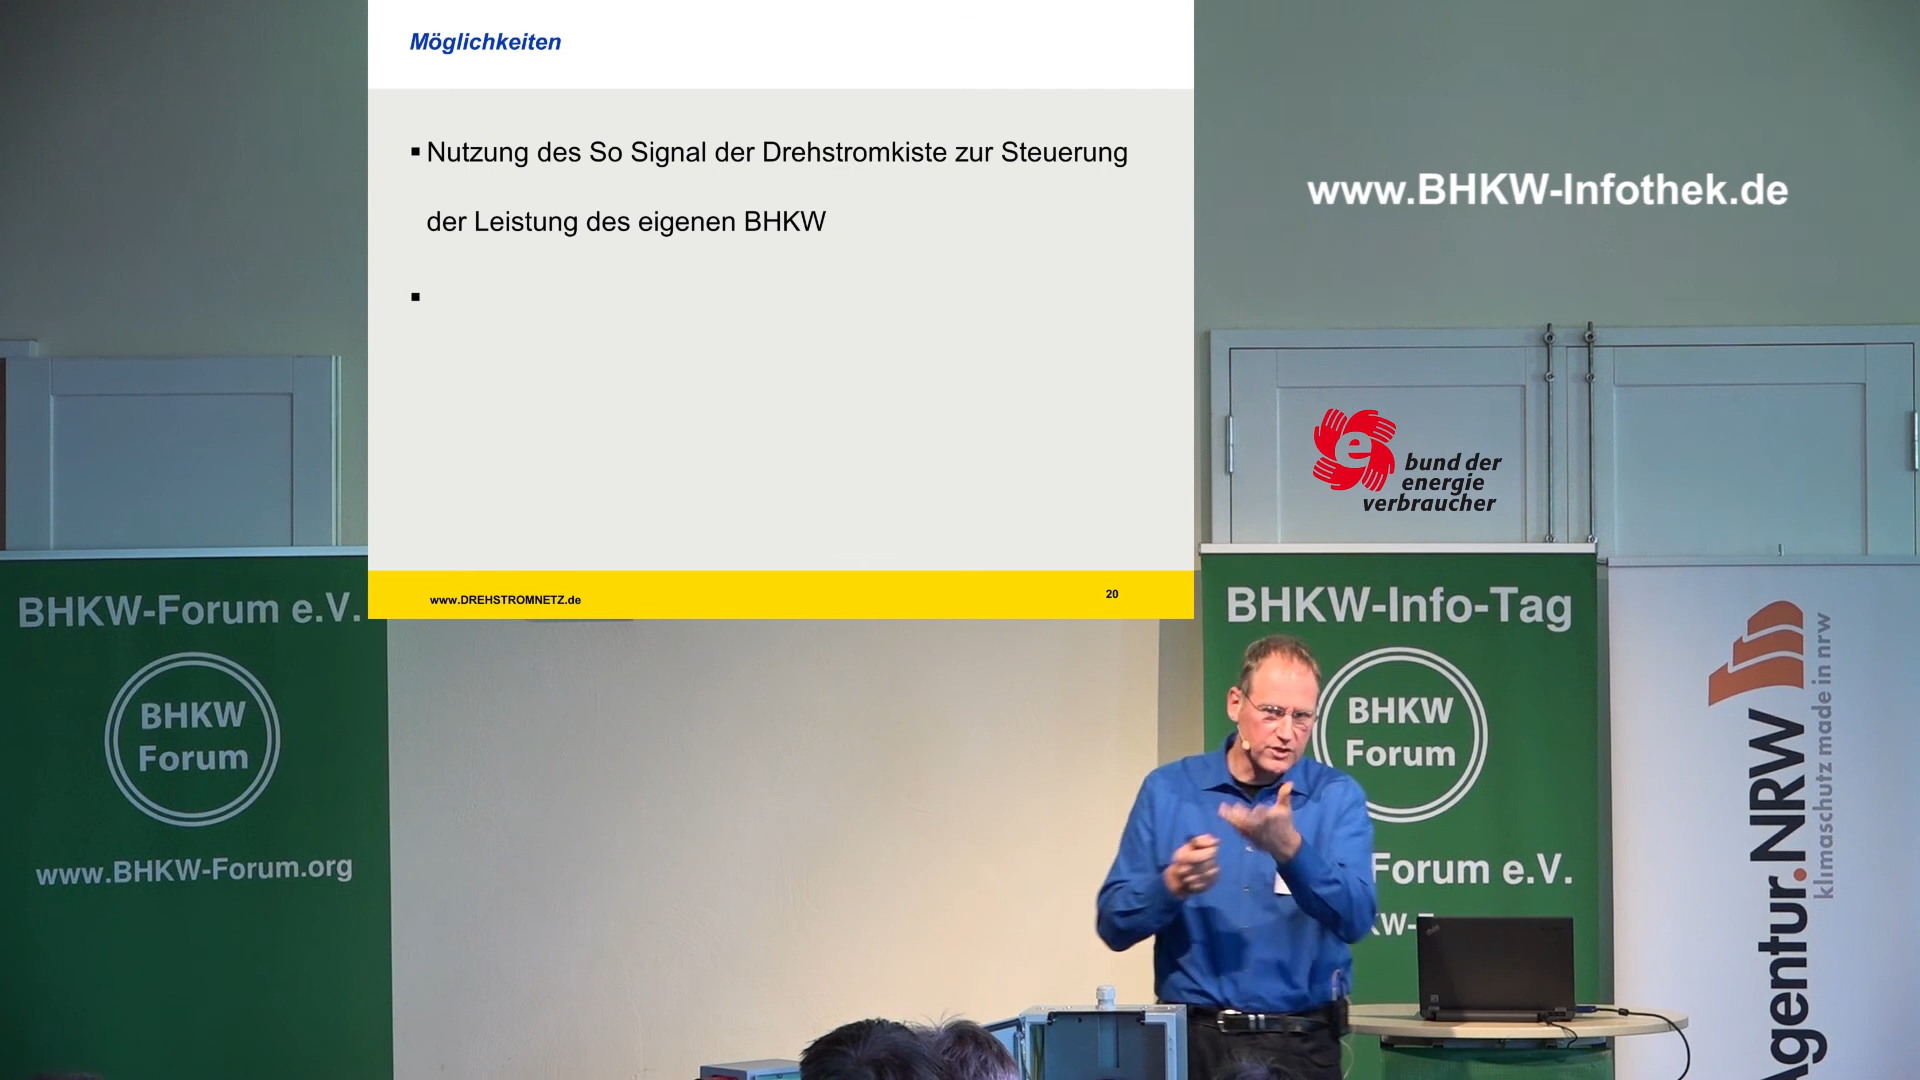 Möglichkeiten
▪ Nutzung des So Signal der Drehstromkiste zur Steuerung
der Leistung des eigenen BHKW
▪
www.DREHSTROMNETZ.de
20
www.BHKW-Infothek.de
e
bund der
energie
verbraucher
BHKW-Forum e.V.
BHKW
Forum
www.BHKW-Forum.org
BHKW-Info-Tag
BHKW
Forum
Forum e.V.
Agentur.NRW
klimaschutz made in nrw